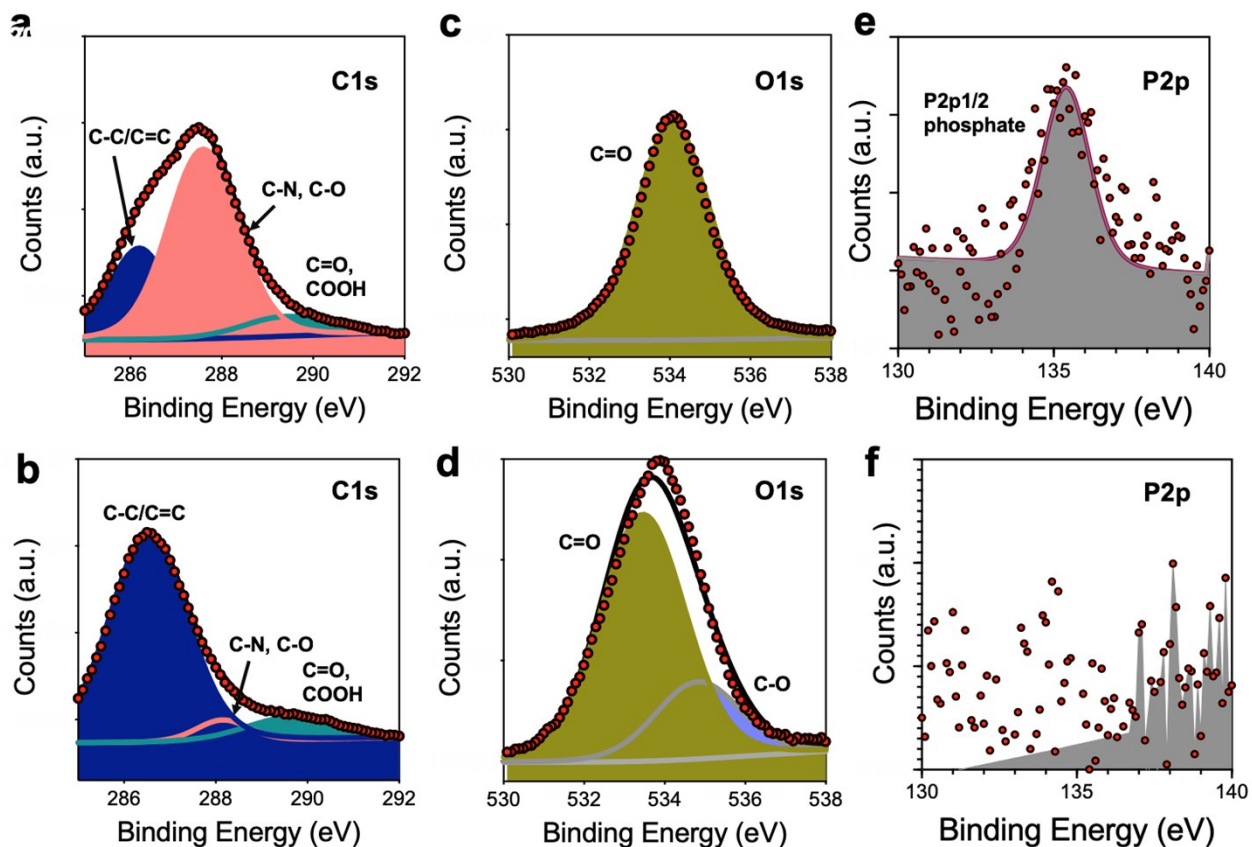 a
C1s
C-C/C=C
C-N, C-O
C=O,
COOH
Counts (a.u.)
286 288 290 292
Binding Energy (eV)
c
O1s
C=O
Counts (a.u.)
530 532 534 536 538
Binding Energy (eV)
e
P2p
P2p1/2
phosphate
Counts (a.u.)
130 135 140
Binding Energy (eV)
b
C1s
C-C/C=C
C-N, C-O
C=O,
COOH
Counts (a.u.)
286 288 290 292
Binding Energy (eV)
d
O1s
C=O
C-O
Counts (a.u.)
530 532 534 536 538
Binding Energy (eV)
f
P2p
Counts (a.u.)
130 135 140
Binding Energy (eV)